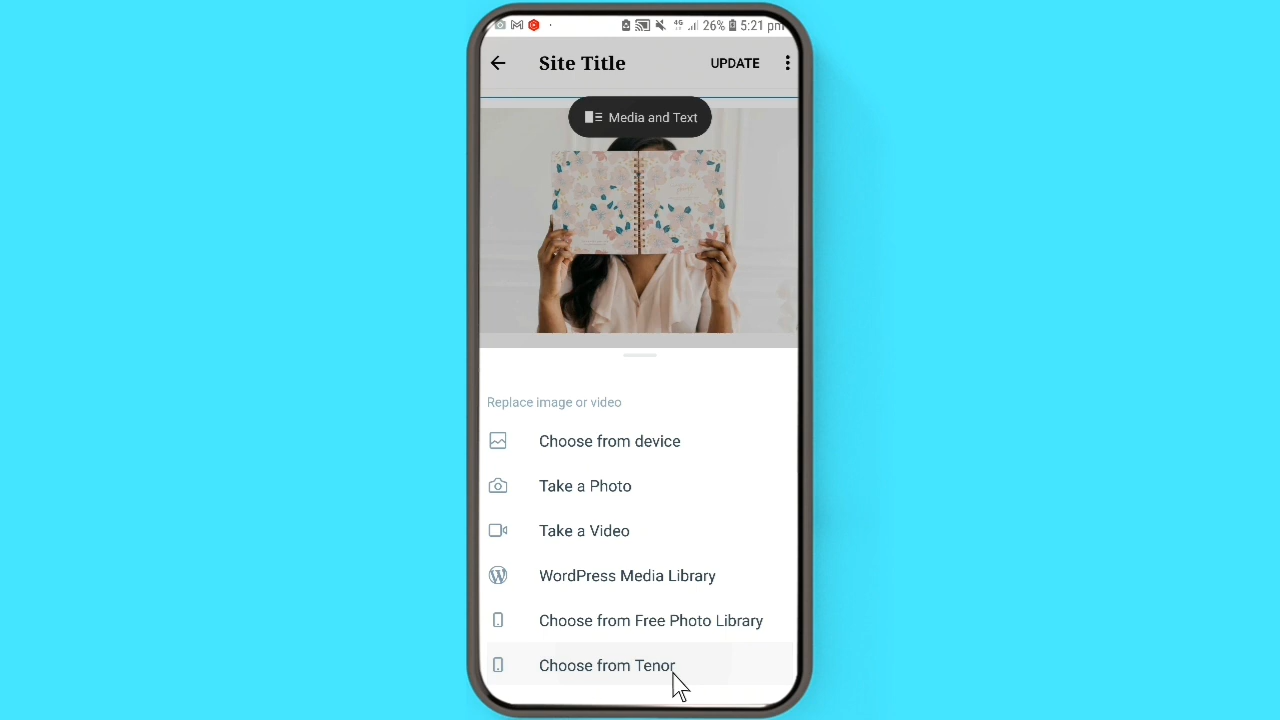 26% 5:21 pm
Site Title UPDATE
Media and Text
Replace image or video
Choose from device
Take a Photo
Take a Video
WordPress Media Library
Choose from Free Photo Library
Choose from Tenor